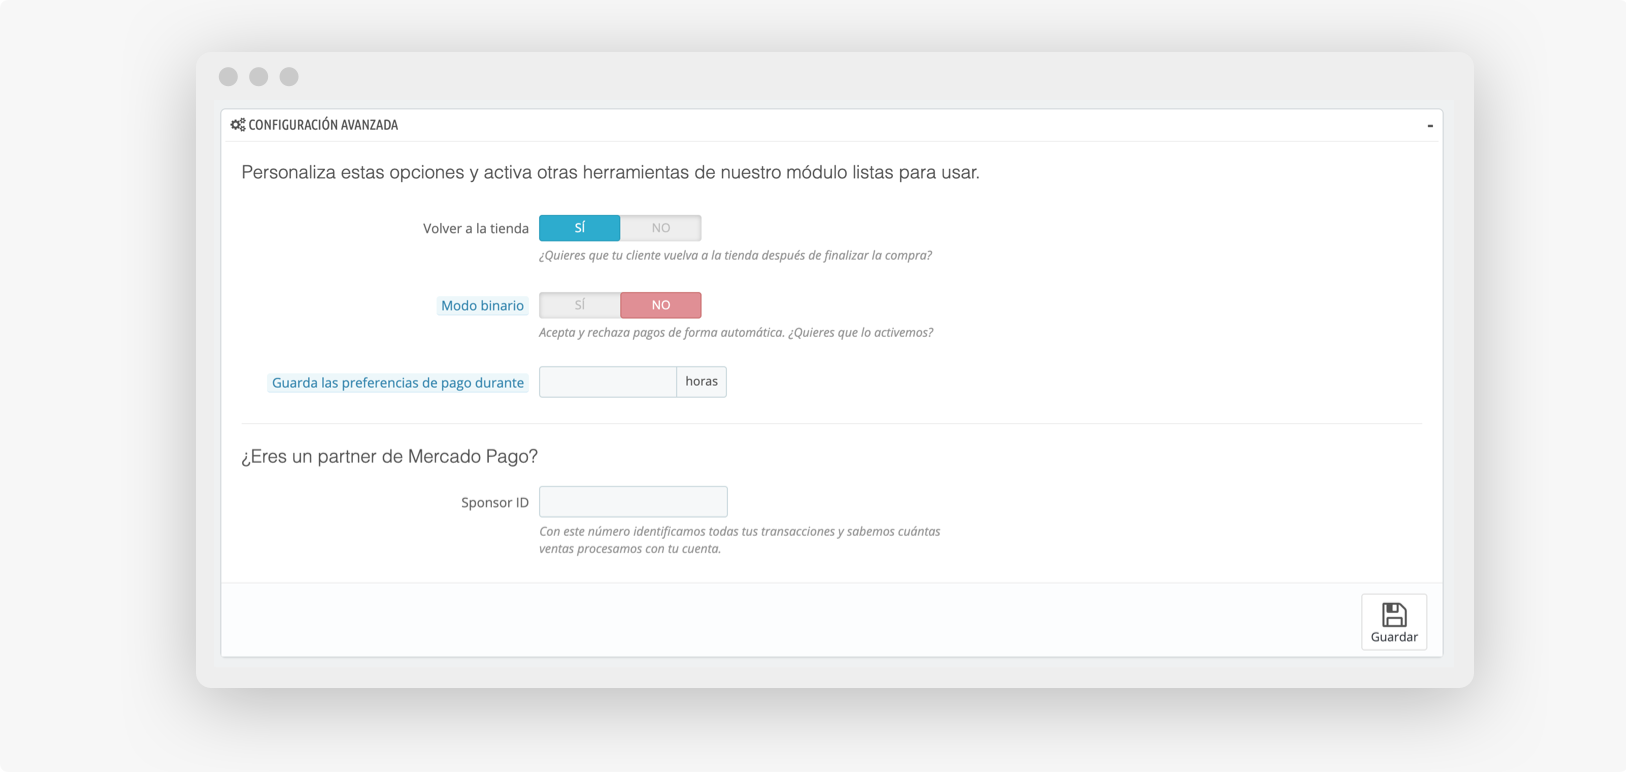 CONFIGURACIÓN AVANZADA
-
Personaliza estas opciones y activa otras herramientas de nuestro módulo listas para usar.
Volver a la tienda SÍ NO
¿Quieres que tu cliente vuelva a la tienda después de finalizar la compra?
Modo binario SÍ NO
Acepta y rechaza pagos de forma automática. ¿Quieres que lo activemos?
Guarda las preferencias de pago durante horas
¿Eres un partner de Mercado Pago?
Sponsor ID
Con este número identificamos todas tus transacciones y sabemos cuántas
ventas procesamos con tu cuenta.
Guardar